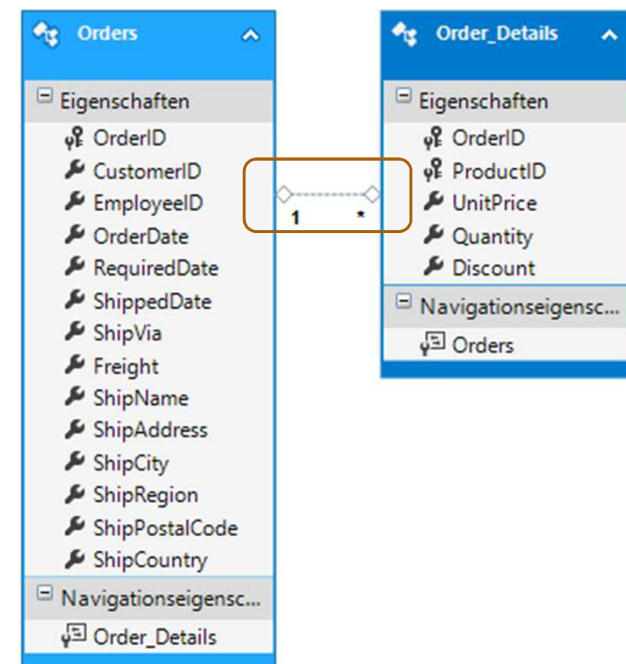 Orders
Eigenschaften
OrderID
CustomerID
EmployeeID
OrderDate
RequiredDate
ShippedDate
ShipVia
Freight
ShipName
ShipAddress
ShipCity
ShipRegion
ShipPostalCode
ShipCountry
Navigationseigensc...
Order_Details
1 *
Order_Details
Eigenschaften
OrderID
ProductID
UnitPrice
Quantity
Discount
Navigationseigensc...
Orders